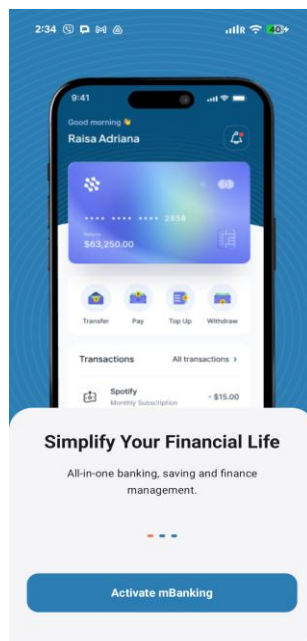 2:34
40
9:41
Good morning 👋
Raisa Adriana
•••• •••• •••• 2858
Balance
$63,250.00
Transfer Pay Top Up Withdraw
Transactions All transactions >
Spotify
- $15.00
Monthly Subscription
Simplify Your Financial Life
All-in-one banking, saving and finance
management.
Activate mBanking